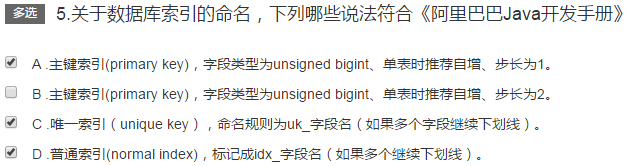 多选 5.关于数据库索引的命名，下列哪些说法符合《阿里巴巴Java开发手册》
A .主键索引(primary key)，字段类型为unsigned bigint、单表时推荐自增、步长为1。
B .主键索引(primary key)，字段类型为unsigned bigint、单表时推荐自增、步长为2。
C .唯一索引（unique key），命名规则为uk_字段名（如果多个字段继续下划线）。
D .普通索引(normal index)，标记成idx_字段名（如果多个字段继续下划线）。